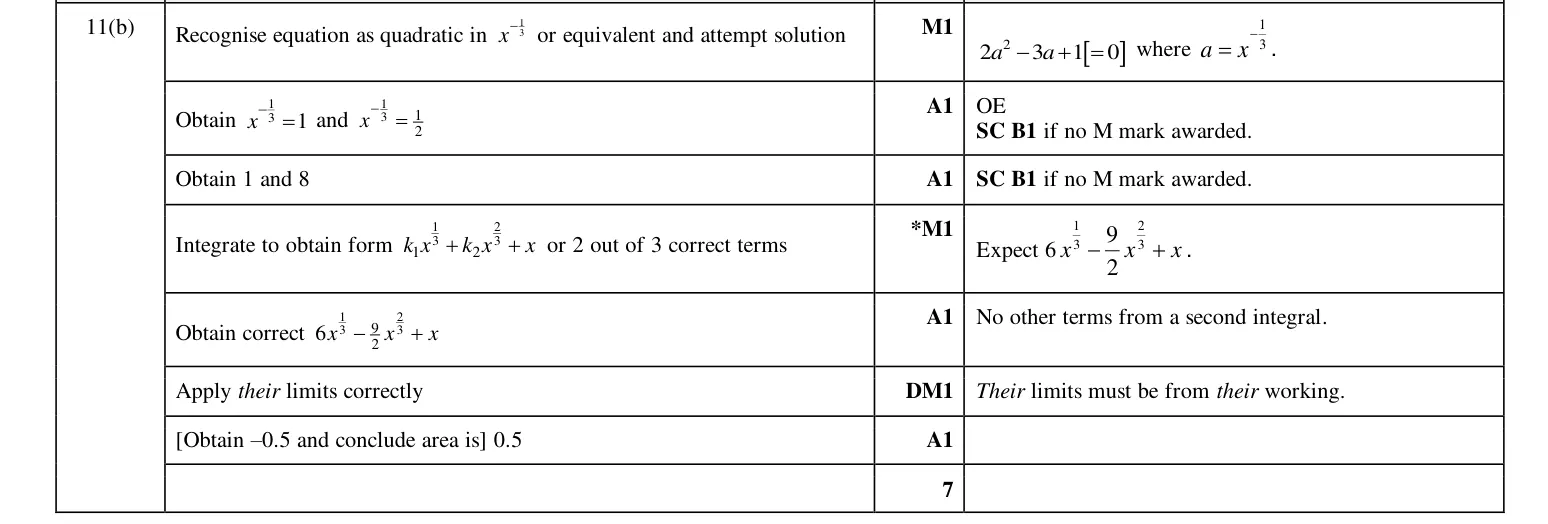 11(b)
Recognise equation as quadratic in x^{-1/3} or equivalent and attempt solution
M1
2a² − 3a + 1[= 0] where a = x^{-1/3}.
Obtain x^{-1/3} = 1 and x^{-1/3} = 1/2
A1
OE
SC B1 if no M mark awarded.
Obtain 1 and 8
A1
SC B1 if no M mark awarded.
Integrate to obtain form k₁x^{1/3} + k₂x^{2/3} + x or 2 out of 3 correct terms
*M1
Expect 6x^{1/3} − 9/2 x^{2/3} + x.
Obtain correct 6x^{1/3} − 9/2 x^{2/3} + x
A1
No other terms from a second integral.
Apply their limits correctly
DM1
Their limits must be from their working.
[Obtain –0.5 and conclude area is] 0.5
A1
7